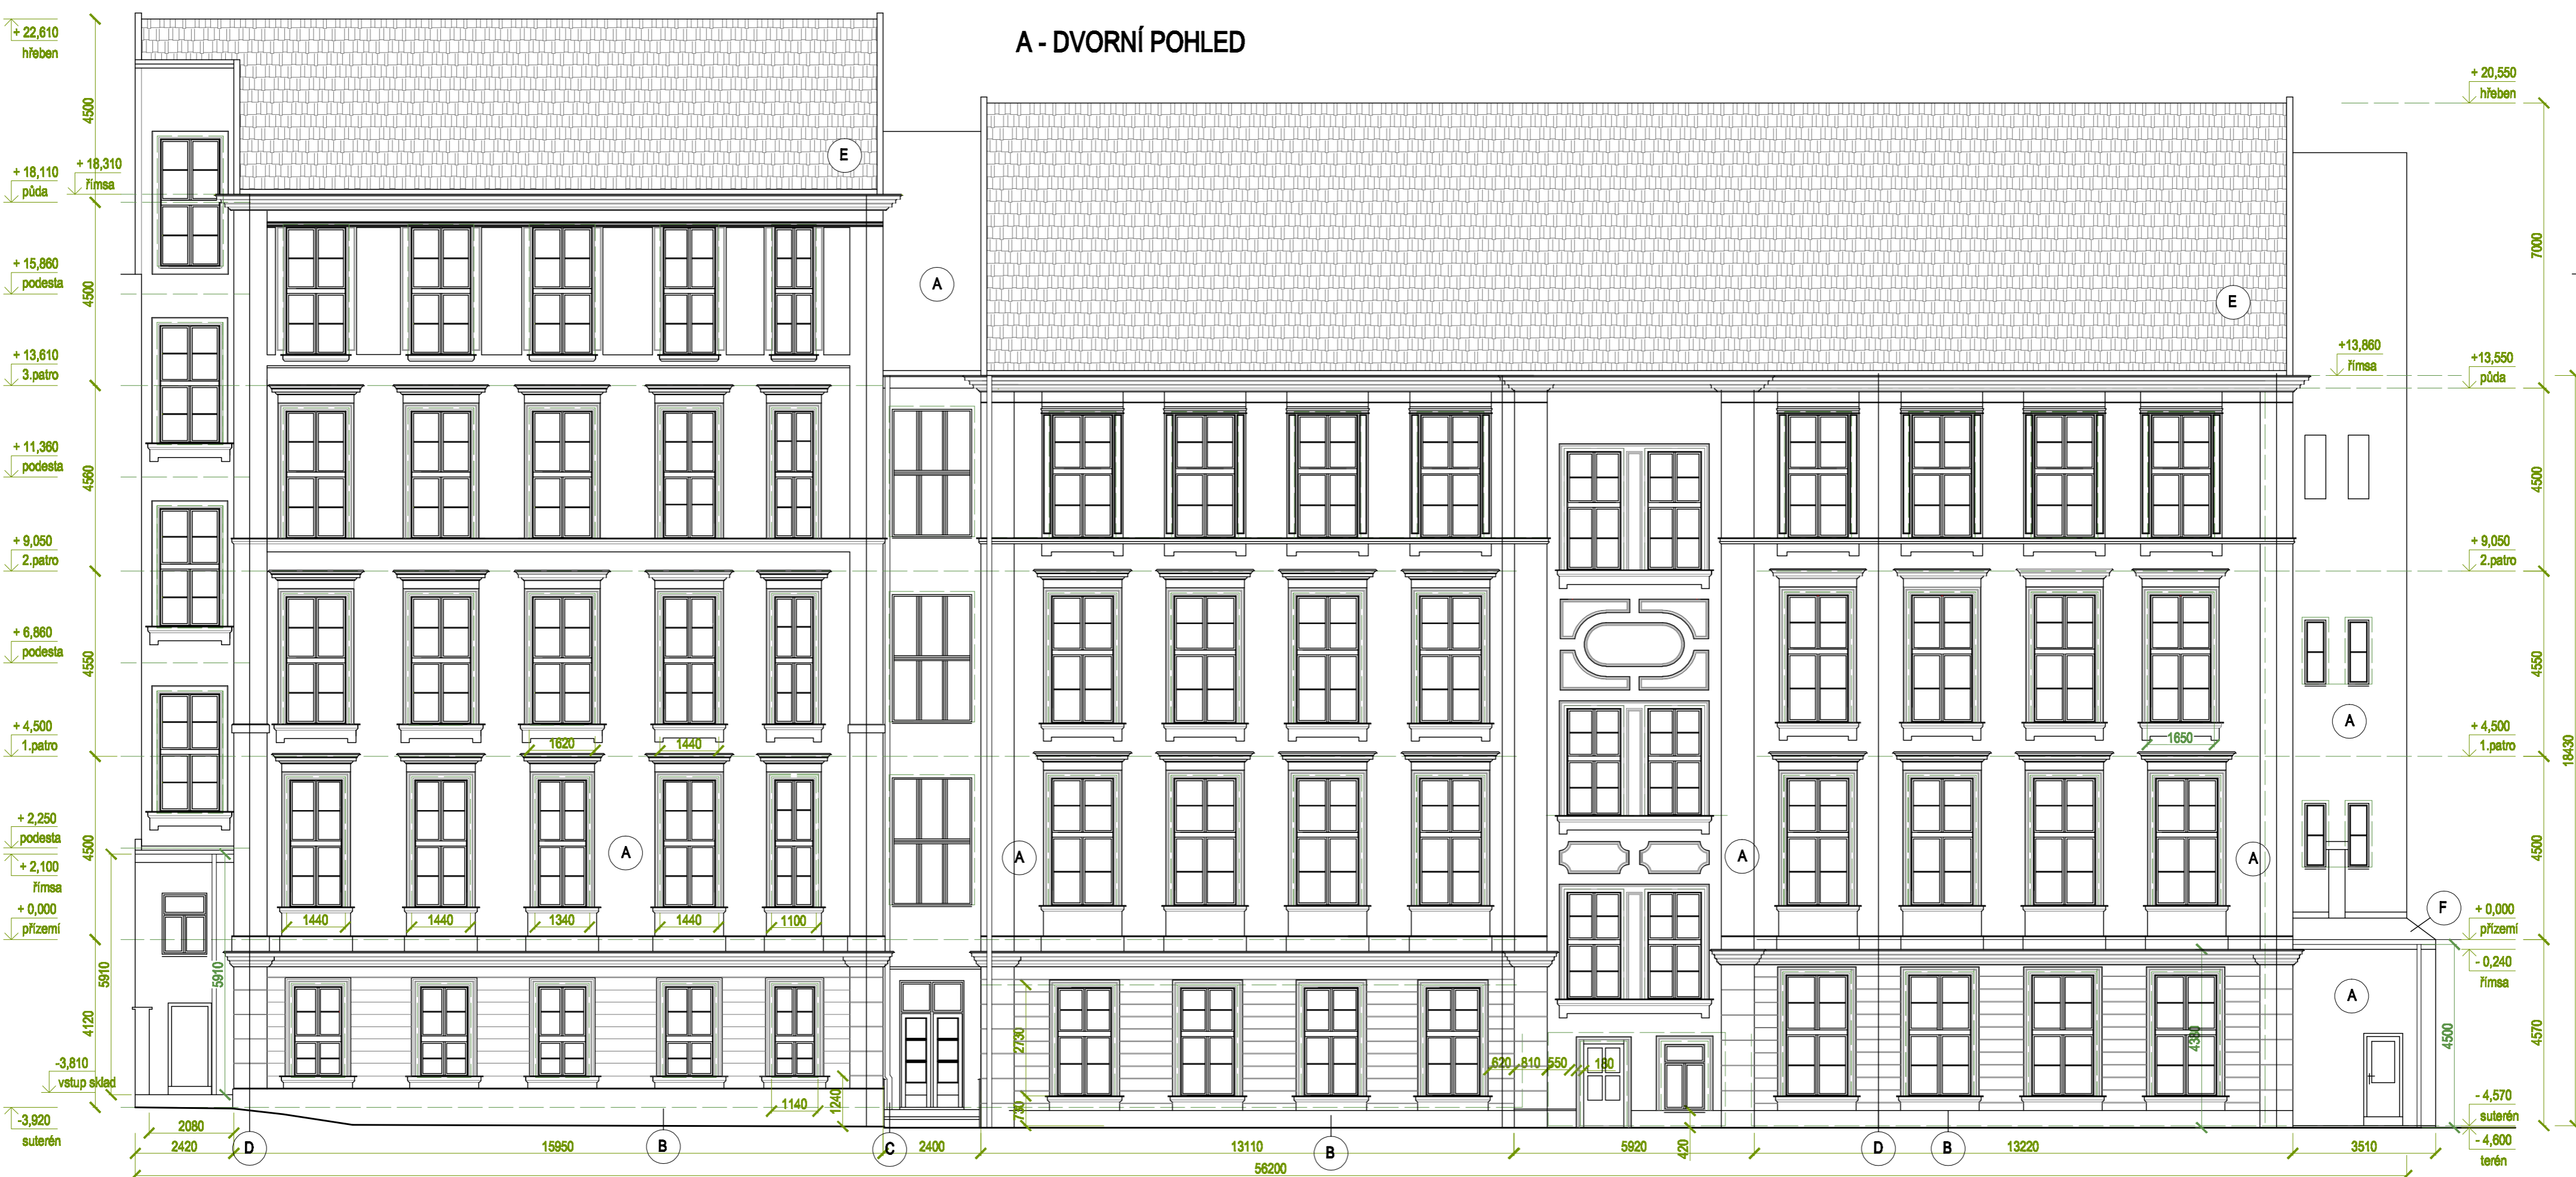 A - DVORNÍ POHLED
+ 22,610
hřeben
4500
+ 18,310
římsa
+ 18,110
půda
+ 15,860
podesta
4500
+ 13,610
3.patro
+ 11,360
podesta
4560
+ 9,050
2.patro
+ 6,860
podesta
4550
+ 4,500
1.patro
+ 2,250
podesta
4500
+ 2,100
římsa
+ 0,000
přízemí
5910
5910
4120
-3,810
vstup sklad
-3,920
suterén
E
A
E
A
1620
1440
1650
A
A
A
A
1440
1440
1340
1440
1100
F
A
2730
730
620
810
550
180
4330
4500
1140
1240
420
2080
2420
D
15950
B
C
2400
13110
B
5920
D
B
13220
3510
56200
+ 20,550
hřeben
7000
+13,860
římsa
+13,550
půda
4500
+ 9,050
2.patro
4550
+ 4,500
1.patro
18430
4500
+ 0,000
přízemí
- 0,240
římsa
4570
- 4,570
suterén
- 4,600
terén